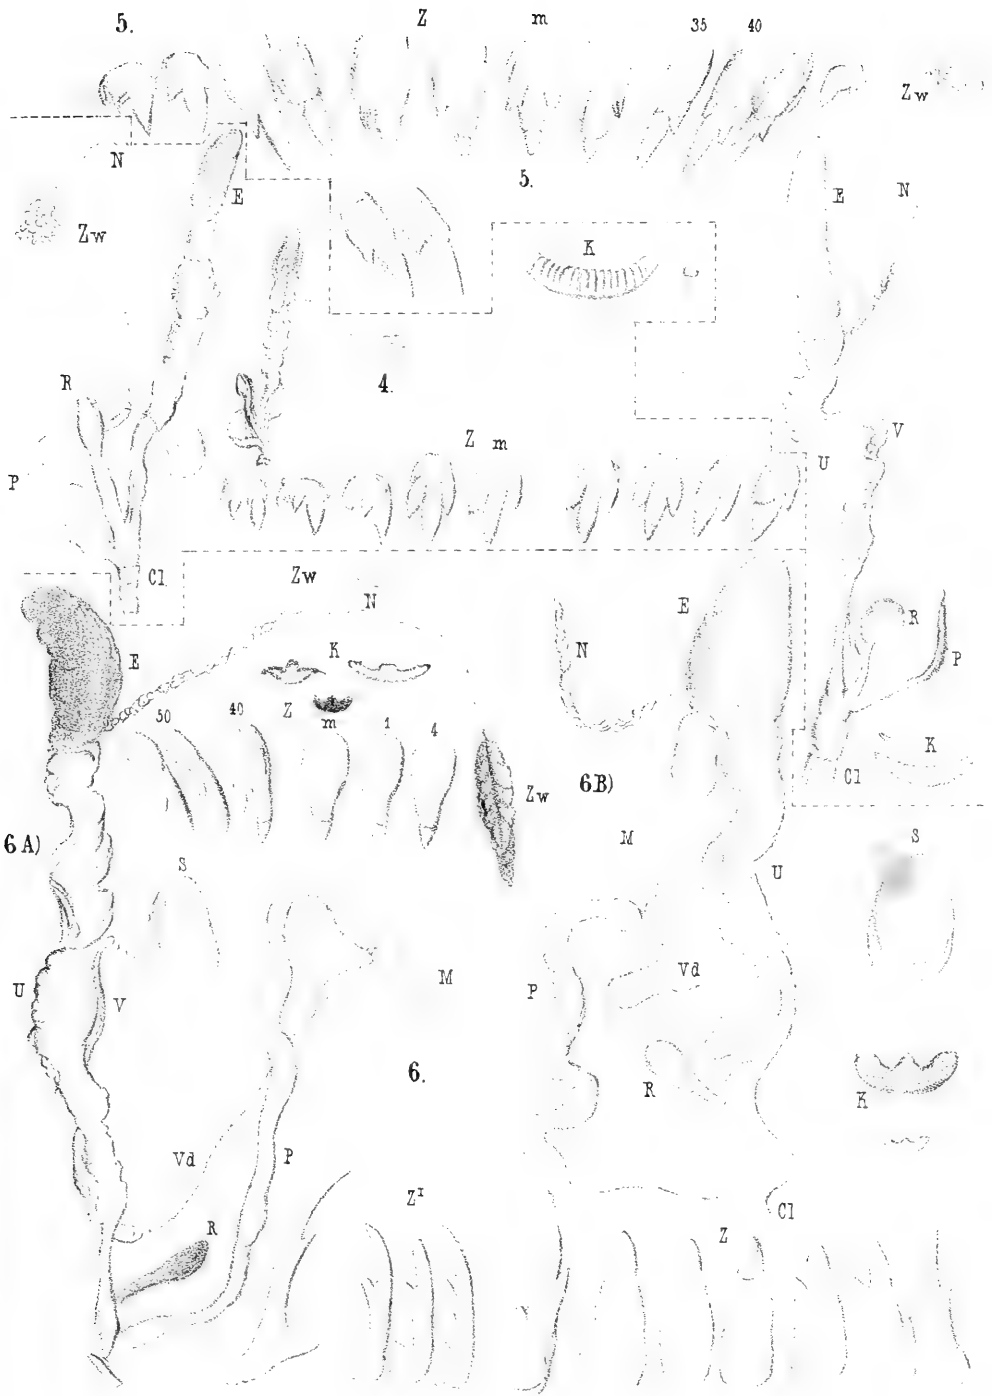 5. Z m 35 40
Zw
N E 5. E N
Zw K
R 4.
Z m V
P U
Cl Zw
N E
E K N R P
50 40 Z m 1 4 K
Zw 6B) Cl
6A) M S
S U
Vd
U V M P
6. R K
Vd P
Z¹ Cl
R Z